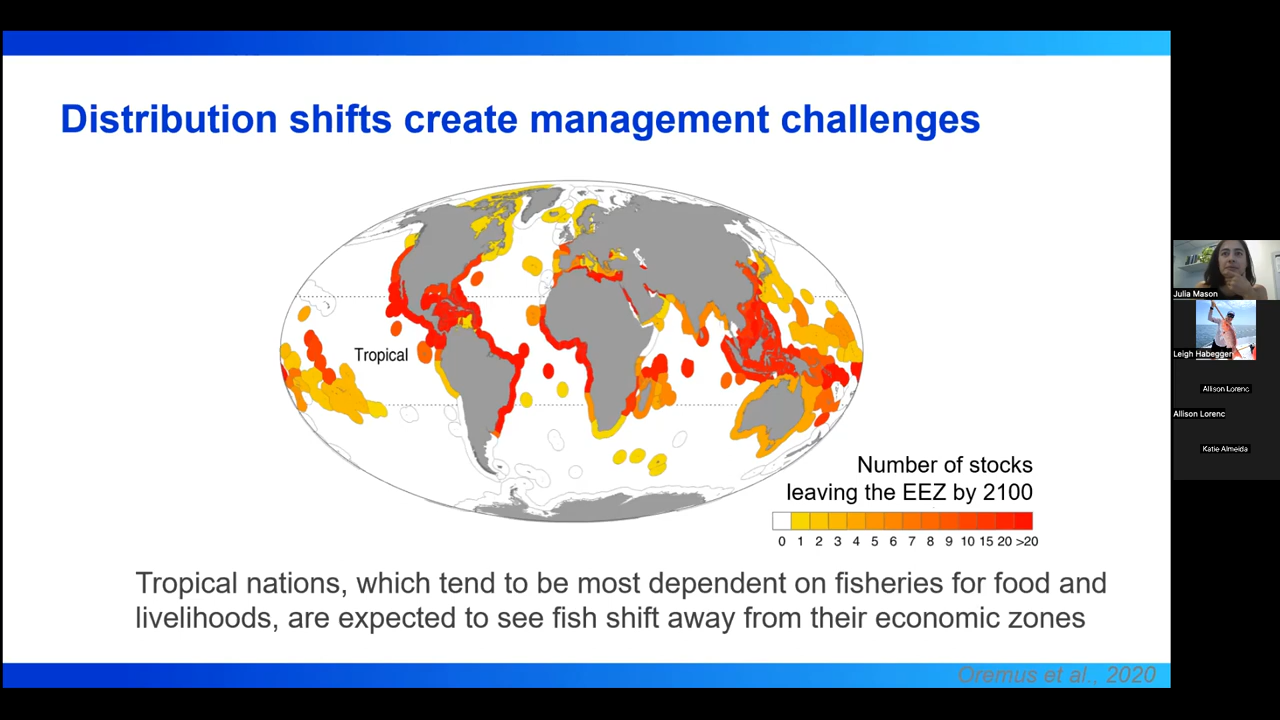 Distribution shifts create management challenges
Tropical
Number of stocks
leaving the EEZ by 2100
0 1 2 3 4 5 6 7 8 9 10 15 20 >20
Tropical nations, which tend to be most dependent on fisheries for food and
livelihoods, are expected to see fish shift away from their economic zones
Oremus et al., 2020
Julia Mason
Leigh Habegger
Allison Lorenc
Allison Lorenc
Katie Almeida